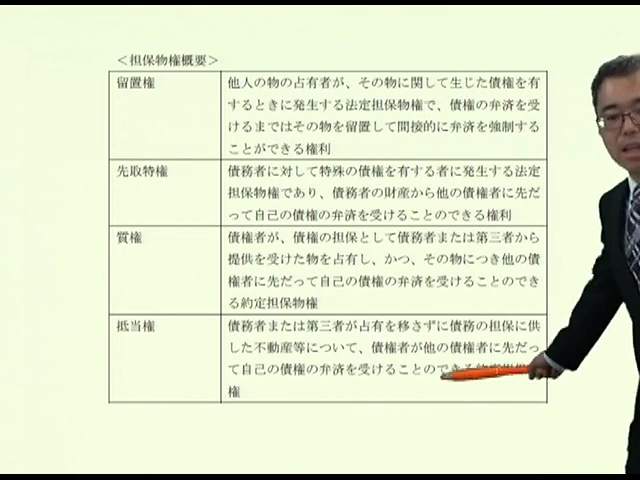 ＜担保物権概要＞
留置権
他人の物の占有者が、その物に関して生じた債権を有
するときに発生する法定担保物権で、債権の弁済を受
けるまではその物を留置して間接的に弁済を強制する
ことができる権利
先取特権
債務者に対して特殊の債権を有する者に発生する法定
担保物権であり、債務者の財産から他の債権者に先だ
って自己の債権の弁済を受けることのできる権利
質権
債権者が、債権の担保として債務者または第三者から
提供を受けた物を占有し、かつ、その物につき他の債
権者に先だって自己の債権の弁済を受けることのでき
る約定担保物権
抵当権
債務者または第三者が占有を移さずに債務の担保に供
した不動産等について、債権者が他の債権者に先だっ
て自己の債権の弁済を受けることのできる
権